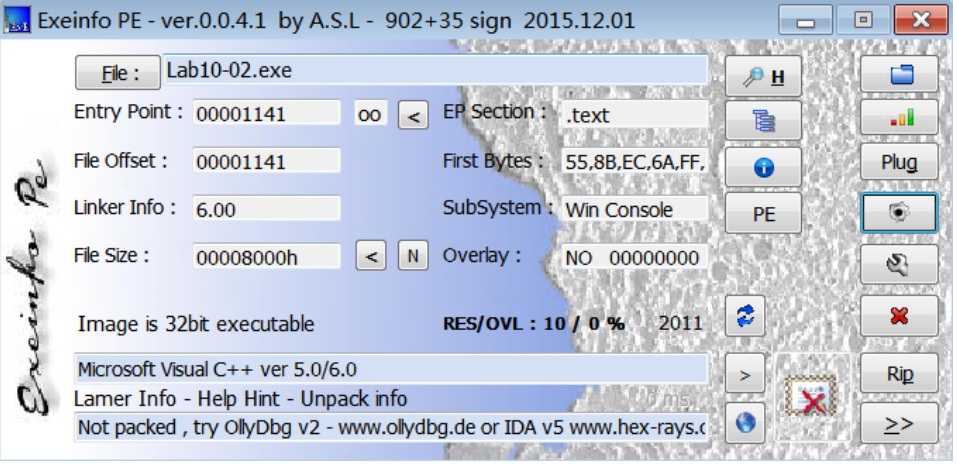 Exeinfo PE - ver.0.0.4.1 by A.S.L - 902+35 sign 2015.12.01
File : Lab10-02.exe H
Entry Point : 00001141 oo < EP Section : .text
File Offset : 00001141 First Bytes : 55,8B,EC,6A,FF, Plug
Linker Info : 6.00 SubSystem : Win Console PE
File Size : 00008000h < N Overlay : NO 00000000
Image is 32bit executable RES/OVL : 10 / 0 % 2011
Microsoft Visual C++ ver 5.0/6.0 > Rip
Lamer Info - Help Hint - Unpack info 0 ms.
Not packed , try OllyDbg v2 - www.ollydbg.de or IDA v5 www.hex-rays.c >>
Exeinfo Pe